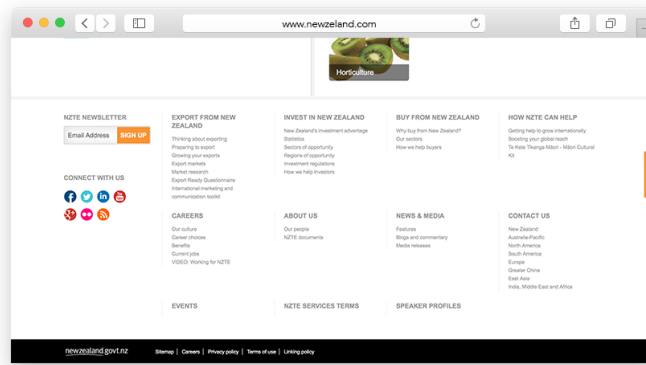 www.newzeland.com
Horticulture
NZTE NEWSLETTER
Email Address
SIGN UP
CONNECT WITH US
EXPORT FROM NEW
ZEALAND
Thinking about exporting
Preparing to export
Growing your exports
Export markets
Market research
Export Ready Questionnaire
International marketing and
communication toolkit
INVEST IN NEW ZEALAND
New Zealand's investment advantage
Statistics
Sectors of opportunity
Regions of opportunity
Investment regulations
How we help investors
BUY FROM NEW ZEALAND
Why buy from New Zealand?
Our sectors
How we help buyers
HOW NZTE CAN HELP
Getting help to grow internationally
Boosting your global reach
Te Kete Tikanga Māori - Māori Cultural
Kit
CAREERS
Our culture
Career choices
Benefits
Current jobs
VIDEO: Working for NZTE
ABOUT US
Our people
NZTE documents
NEWS & MEDIA
Features
Blogs and commentary
Media releases
CONTACT US
New Zealand
Australia-Pacific
North America
South America
Europe
Greater China
East Asia
India, Middle East and Africa
EVENTS
NZTE SERVICES TERMS
SPEAKER PROFILES
newzealand.govt.nz
Sitemap | Careers | Privacy policy | Terms of use | Linking policy